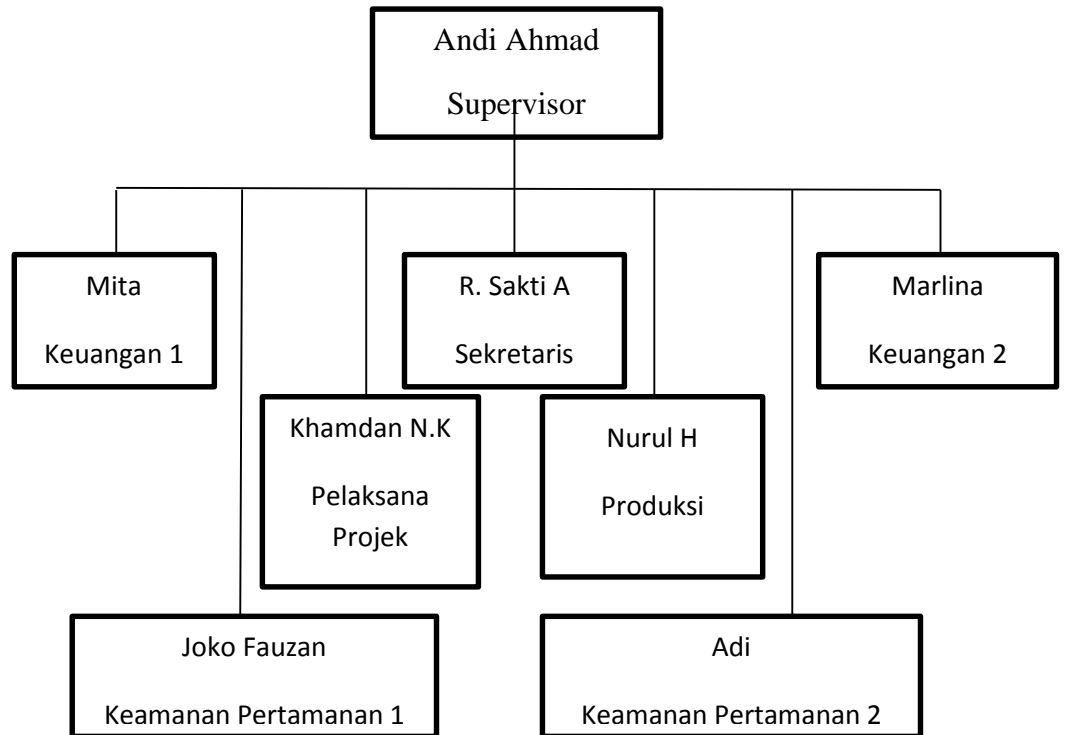 Andi Ahmad
Supervisor
Mita
Keuangan 1
R. Sakti A
Sekretaris
Marlina
Keuangan 2
Khamdan N.K
Pelaksana
Projek
Nurul H
Produksi
Joko Fauzan
Keamanan Pertamanan 1
Adi
Keamanan Pertamanan 2